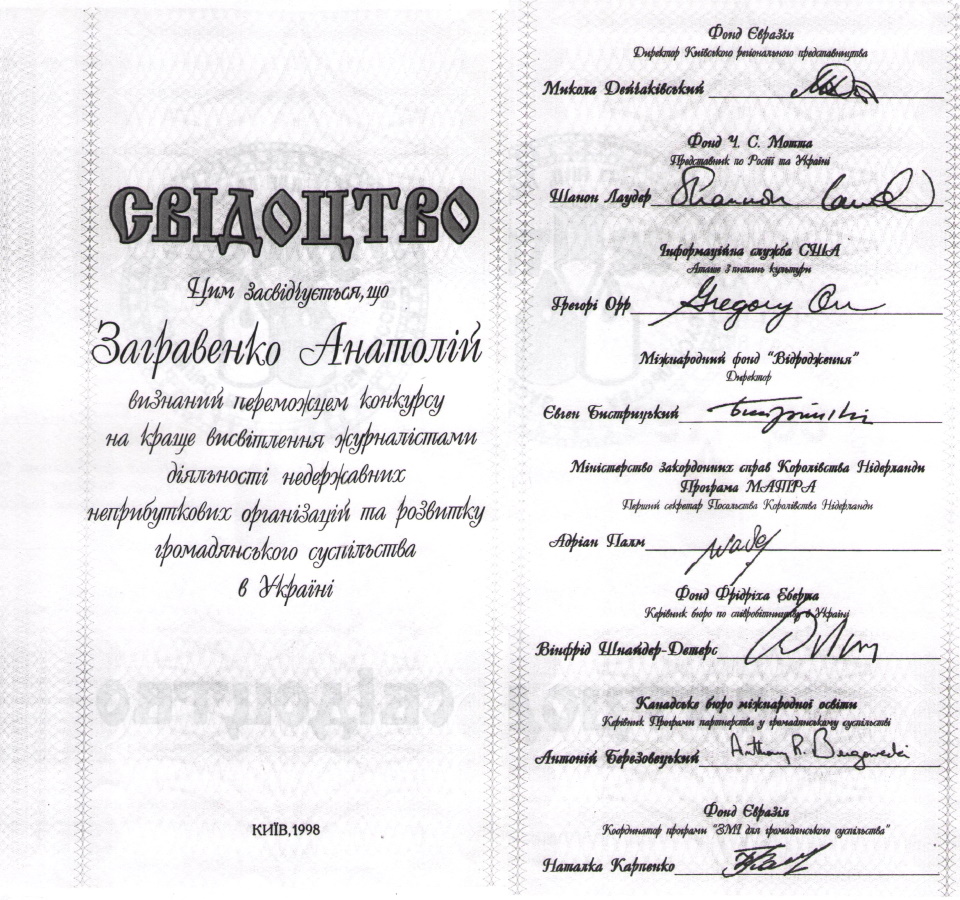 СВІДОЦТВО
Цим засвідчується, що
Загравенко Анатолій
визнаний переможцем конкурсу
на краще висвітлення журналістами
діяльності недержавних
неприбуткових організацій та розвитку
громадянського суспільства
в Україні
КИЇВ, 1998
Фонд Євразія
Директор Київського регіонального представництва
Микола Дейчаківський
Фонд Ч. С. Мотта
Представник по Росії та Україні
Шанон Лаудер
Інформаційна служба США
Аташе з питань культури
Грегорі Орр
Gregory Orr
Міжнародний фонд "Відродження"
Директор
Євген Бистрицький
Міністерство закордонних справ Королівства Нідерланди
Програма МАТРА
Перший секретар Посольства Королівства Нідерланди
Адріан Палм
Фонд Фрідріха Еберта
Керівник бюро по співробітництву в Україні
Вінфрід Шнайдер-Детерс
Канадське бюро міжнародної освіти
Керівник Програми партнерства у громадянському суспільстві
Антоній Березовецький
Anthony R.
Фонд Євразія
Координатор програми "ЗМІ для громадянського суспільства"
Наталка Карпенко